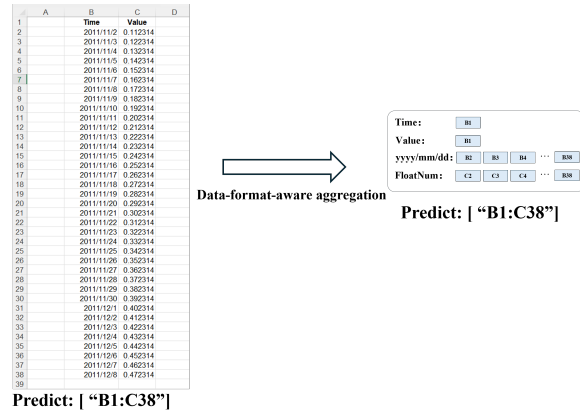 A B C D
1 Time Value
2 2011/11/2 0.112314
3 2011/11/3 0.122314
4 2011/11/4 0.132314
5 2011/11/5 0.142314
6 2011/11/6 0.152314
7 2011/11/7 0.162314
8 2011/11/8 0.172314
9 2011/11/9 0.182314
10 2011/11/10 0.192314
11 2011/11/11 0.202314
12 2011/11/12 0.212314
13 2011/11/13 0.222314
14 2011/11/14 0.232314
15 2011/11/15 0.242314
16 2011/11/16 0.252314
17 2011/11/17 0.262314
18 2011/11/18 0.272314
19 2011/11/19 0.282314
20 2011/11/20 0.292314
21 2011/11/21 0.302314
22 2011/11/22 0.312314
23 2011/11/23 0.322314
24 2011/11/24 0.332314
25 2011/11/25 0.342314
26 2011/11/26 0.352314
27 2011/11/27 0.362314
28 2011/11/28 0.372314
29 2011/11/29 0.382314
30 2011/11/30 0.392314
31 2011/12/1 0.402314
32 2011/12/2 0.412314
33 2011/12/3 0.422314
34 2011/12/4 0.432314
35 2011/12/5 0.442314
36 2011/12/6 0.452314
37 2011/12/7 0.462314
38 2011/12/8 0.472314
39
Predict: [ “B1:C38”]
Data-format-aware aggregation
Time: B1
Value: B1
yyyy/mm/dd: B2 B3 B4 ... B38
FloatNum: C2 C3 C4 ... B38
Predict: [ “B1:C38”]